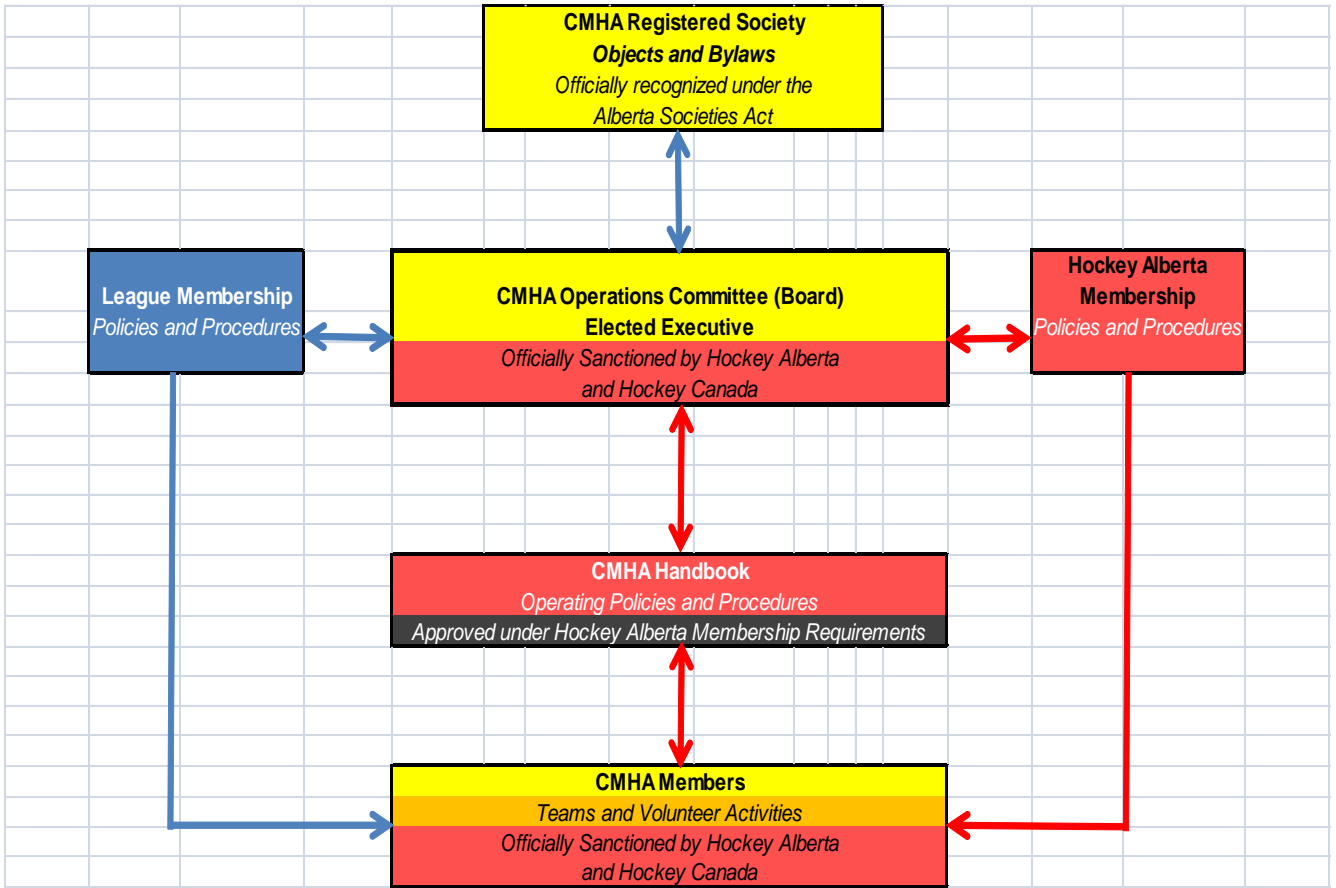 CMHA Registered Society
Objects and Bylaws
Officially recognized under the
Alberta Societies Act
League Membership
Policies and Procedures
CMHA Operations Committee (Board)
Elected Executive
Officially Sanctioned by Hockey Alberta
and Hockey Canada
Hockey Alberta
Membership
Policies and Procedures
CMHA Handbook
Operating Policies and Procedures
Approved under Hockey Alberta Membership Requirements
CMHA Members
Teams and Volunteer Activities
Officially Sanctioned by Hockey Alberta
and Hockey Canada